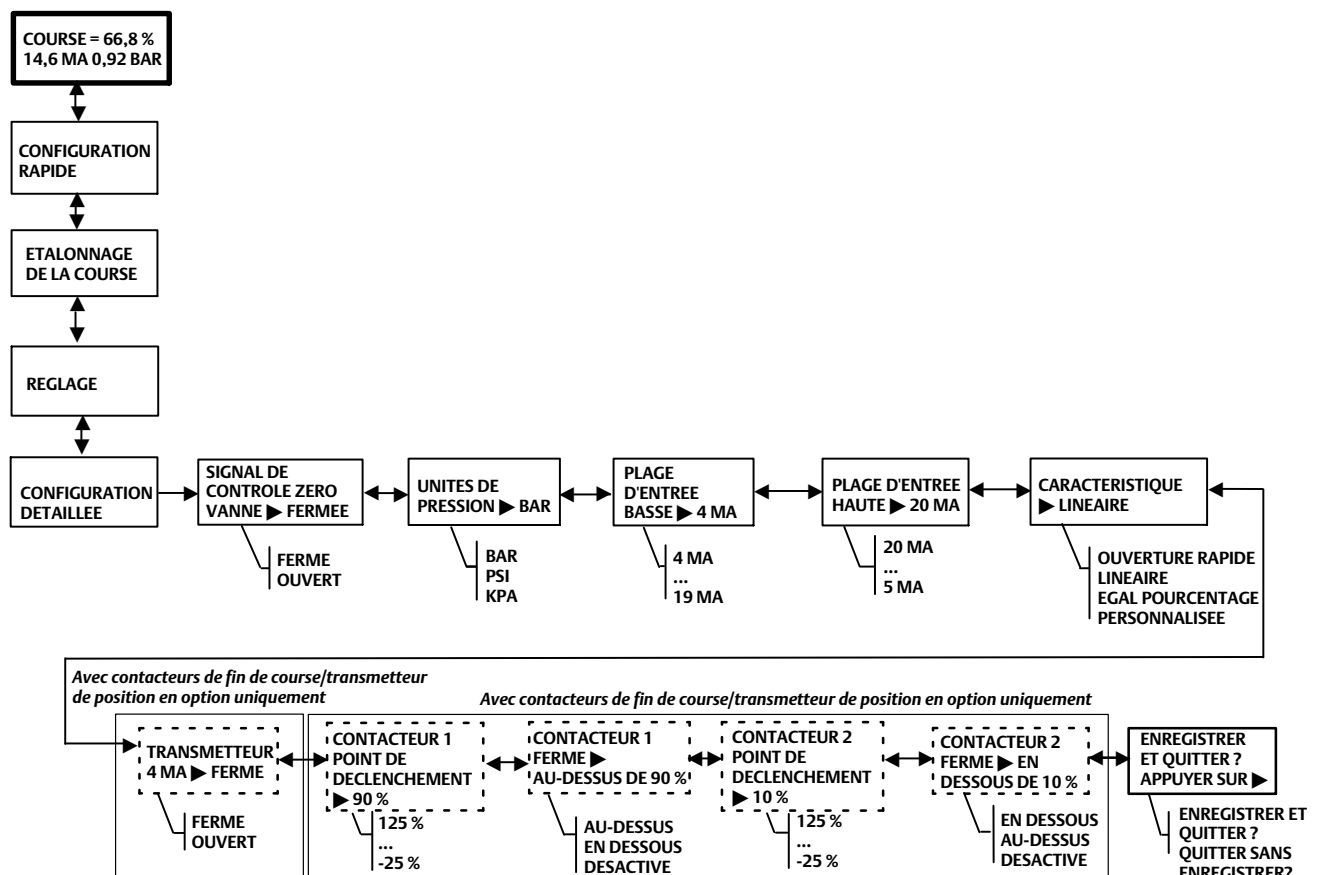 COURSE = 66,8 %
14,6 MA 0,92 BAR
CONFIGURATION
RAPIDE
ETALONNAGE
DE LA COURSE
REGLAGE
CONFIGURATION
DETAILLEE
SIGNAL DE
CONTROLE ZERO
VANNE ▶ FERMEE
FERME
OUVERT
UNITES DE
PRESSION ▶ BAR
BAR
PSI
KPA
PLAGE
D'ENTREE
BASSE ▶ 4 MA
4 MA
...
19 MA
PLAGE D'ENTREE
HAUTE ▶ 20 MA
20 MA
...
5 MA
CARACTERISTIQUE
▶ LINEAIRE
OUVERTURE RAPIDE
LINEAIRE
EGAL POURCENTAGE
PERSONNALISEE
Avec contacteurs de fin de course/transmetteur
de position en option uniquement
Avec contacteurs de fin de course/transmetteur de position en option uniquement
TRANSMETTEUR
4 MA ▶ FERME
FERME
OUVERT
CONTACTEUR 1
POINT DE
DECLENCHEMENT
▶ 90 %
125 %
...
-25 %
CONTACTEUR 1
FERME ▶
AU-DESSUS DE 90 %
AU-DESSUS
EN DESSOUS
DESACTIVE
CONTACTEUR 2
POINT DE
DECLENCHEMENT
▶ 10 %
125 %
...
-25 %
CONTACTEUR 2
FERME ▶ EN
DESSOUS DE 10 %
EN DESSOUS
AU-DESSUS
DESACTIVE
ENREGISTRER
ET QUITTER ?
APPUYER SUR ▶
ENREGISTRER ET
QUITTER ?
QUITTER SANS
ENREGISTRER?